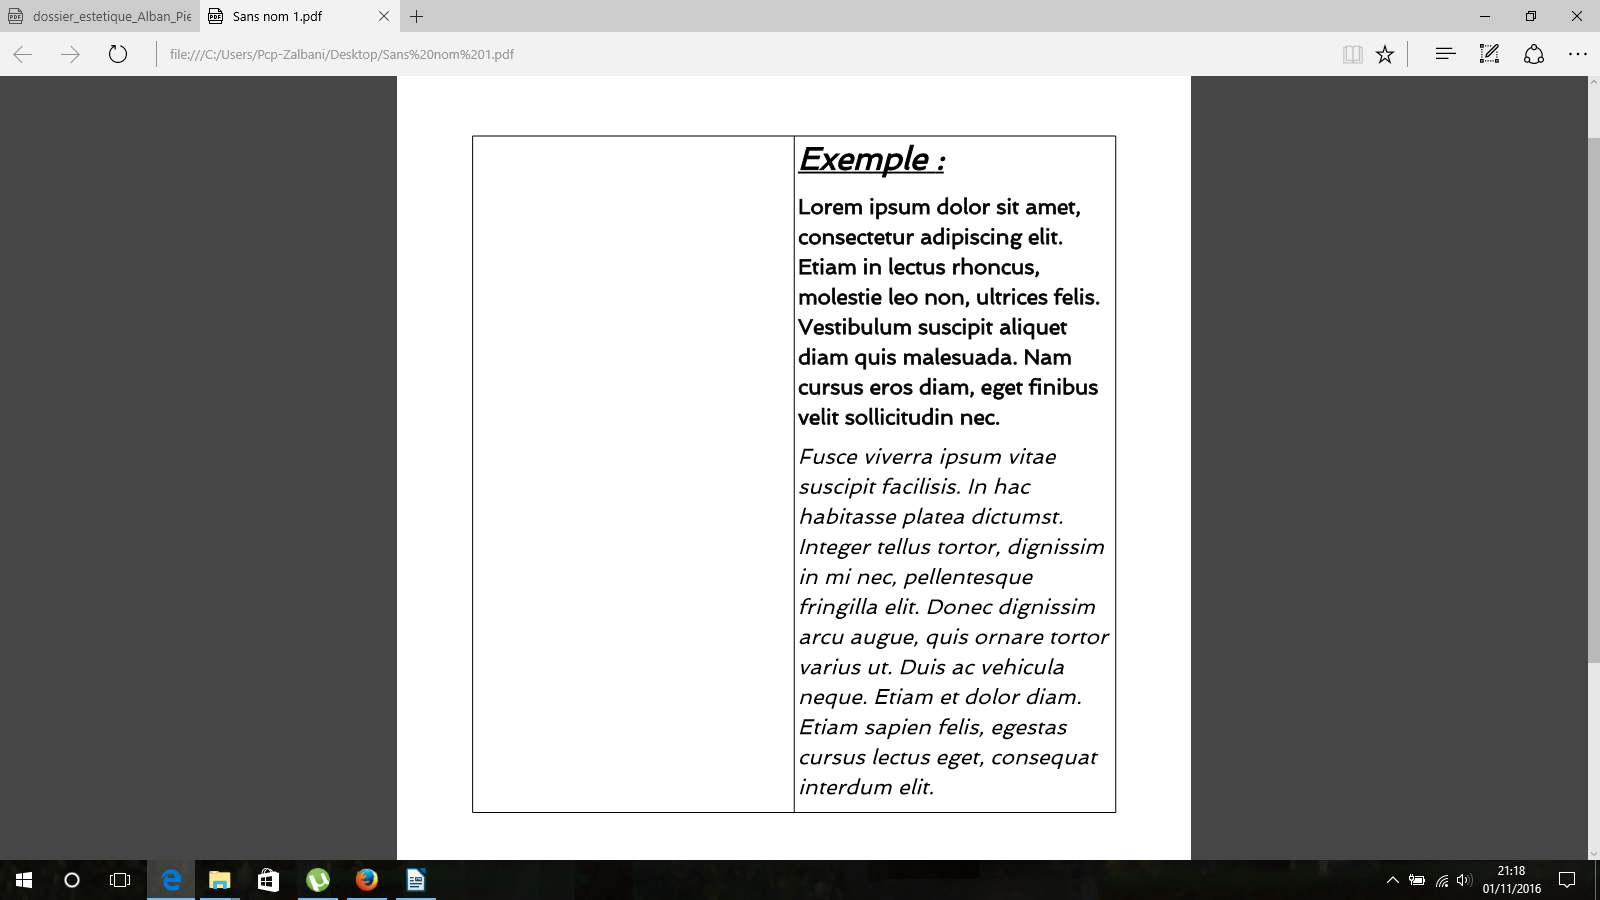 dossier_estetique_Alban_Pie
Sans nom 1.pdf
file:///C:/Users/Pcp-Zalbani/Desktop/Sans%20nom%201.pdf
Exemple :
Lorem ipsum dolor sit amet,
consectetur adipiscing elit.
Etiam in lectus rhoncus,
molestie leo non, ultrices felis.
Vestibulum suscipit aliquet
diam quis malesuada. Nam
cursus eros diam, eget finibus
velit sollicitudin nec.
Fusce viverra ipsum vitae
suscipit facilisis. In hac
habitasse platea dictumst.
Integer tellus tortor, dignissim
in mi nec, pellentesque
fringilla elit. Donec dignissim
arcu augue, quis ornare tortor
varius ut. Duis ac vehicula
neque. Etiam et dolor diam.
Etiam sapien felis, egestas
cursus lectus eget, consequat
interdum elit.
21:18
01/11/2016